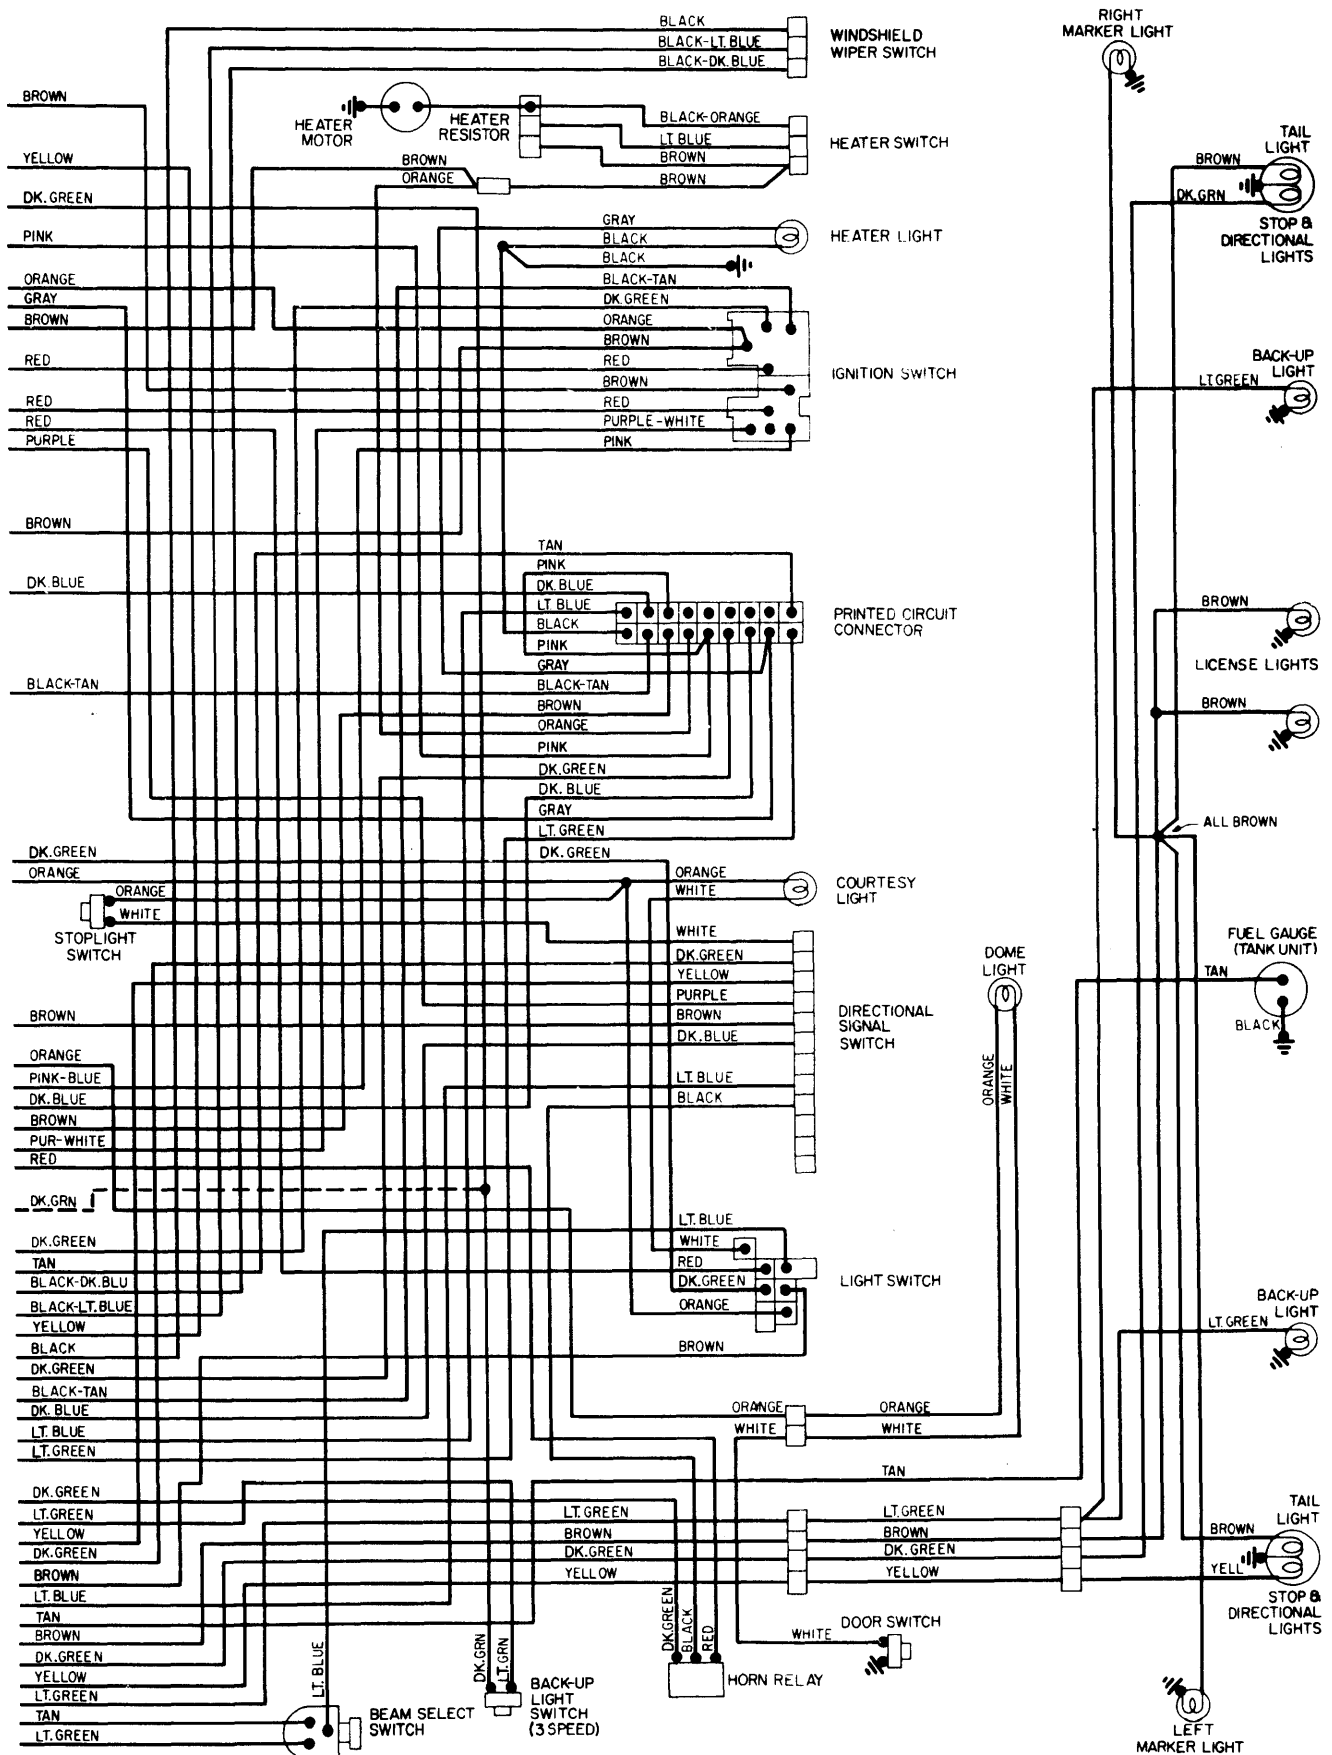 BLACK
BLACK-LT. BLUE
BLACK-DK. BLUE
WINDSHIELD
WIPER SWITCH
RIGHT
MARKER LIGHT
BROWN
HEATER
MOTOR
HEATER
RESISTOR
BLACK-ORANGE
LT BLUE
BROWN
BROWN
HEATER SWITCH
TAIL
LIGHT
BROWN
DK. GRN
STOP &
DIRECTIONAL
LIGHTS
YELLOW
BROWN
ORANGE
DK. GREEN
PINK
GRAY
BLACK
BLACK
HEATER LIGHT
ORANGE
GRAY
BROWN
RED
RED
RED
PURPLE
BLACK-TAN
DK. GREEN
ORANGE
BROWN
RED
BROWN
RED
PURPLE-WHITE
PINK
IGNITION SWITCH
BACK-UP
LIGHT
LT GREEN
BROWN
DK. BLUE
BLACK-TAN
TAN
PINK
DK. BLUE
LT. BLUE
BLACK
PINK
GRAY
BLACK-TAN
BROWN
ORANGE
PINK
DK. GREEN
DK. BLUE
GRAY
LT. GREEN
DK. GREEN
PRINTED CIRCUIT
CONNECTOR
BROWN
LICENSE LIGHTS
BROWN
ALL BROWN
DK. GREEN
ORANGE
ORANGE
WHITE
STOPLIGHT
SWITCH
ORANGE
WHITE
COURTESY
LIGHT
WHITE
DK. GREEN
YELLOW
PURPLE
BROWN
DK. BLUE
LT. BLUE
BLACK
DIRECTIONAL
SIGNAL
SWITCH
DOME
LIGHT
ORANGE
WHITE
FUEL GAUGE
(TANK UNIT)
TAN
BLACK
BROWN
ORANGE
PINK-BLUE
DK. BLUE
BROWN
PUR-WHITE
RED
DK. GRN
DK. GREEN
TAN
BLACK-DK. BLU
BLACK-LT. BLUE
YELLOW
BLACK
DK. GREEN
BLACK-TAN
DK. BLUE
LT. BLUE
LT. GREEN
LT. BLUE
WHITE
RED
DK. GREEN
ORANGE
BROWN
LIGHT SWITCH
BACK-UP
LIGHT
LT. GREEN
ORANGE
WHITE
ORANGE
WHITE
TAN
DK. GREEN
LT. GREEN
YELLOW
DK. GREEN
BROWN
LT. BLUE
TAN
BROWN
DK. GREEN
YELLOW
LT. GREEN
TAN
LT. GREEN
LT. GREEN
BROWN
DK. GREEN
YELLOW
LT. GREEN
BROWN
DK. GREEN
YELLOW
TAIL
LIGHT
BROWN
YELL
STOP &
DIRECTIONAL
LIGHTS
LT. BLUE
BEAM SELECT
SWITCH
DK. GRN
LT. GRN
BACK-UP
LIGHT
SWITCH
(3 SPEED)
DK. GREEN
BLACK
RED
HORN RELAY
WHITE
DOOR SWITCH
LEFT
MARKER LIGHT